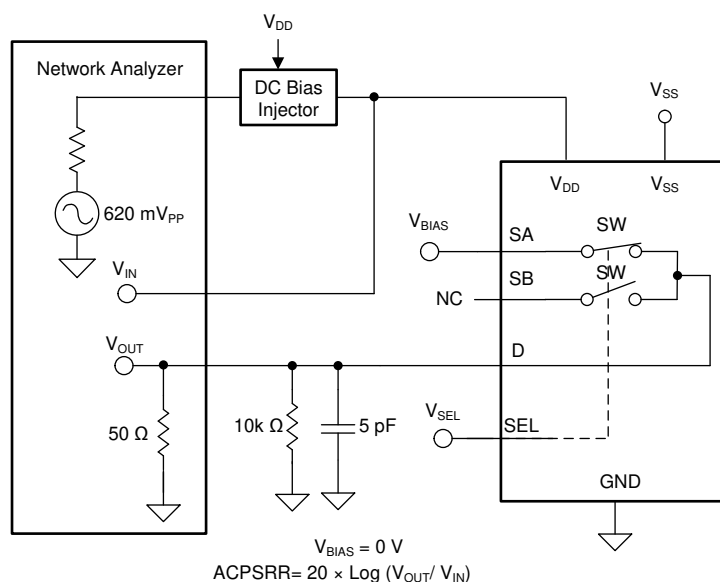 V_DD
Network Analyzer
DC Bias
Injector
V_SS
620 mV_PP
V_DD
V_SS
V_BIAS
SA
SW
V_IN
SB
SW
NC
V_OUT
D
50 Ω
10k Ω
5 pF
V_SEL
SEL
GND
V_BIAS = 0 V
ACPSRR= 20 × Log (V_OUT/ V_IN)